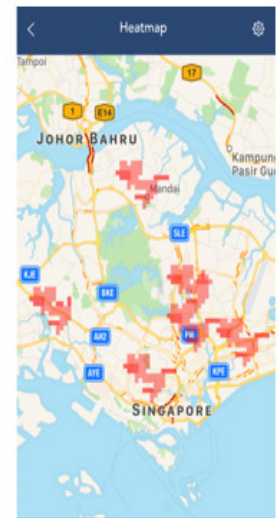 Heatmap
Tampoi
17
1
E14
JOHOR BAHRU
Kampung
Pasir Gu
Mandai
SLE
KJE
BKE
PIE
AH2
AYE
KPE
SINGAPORE